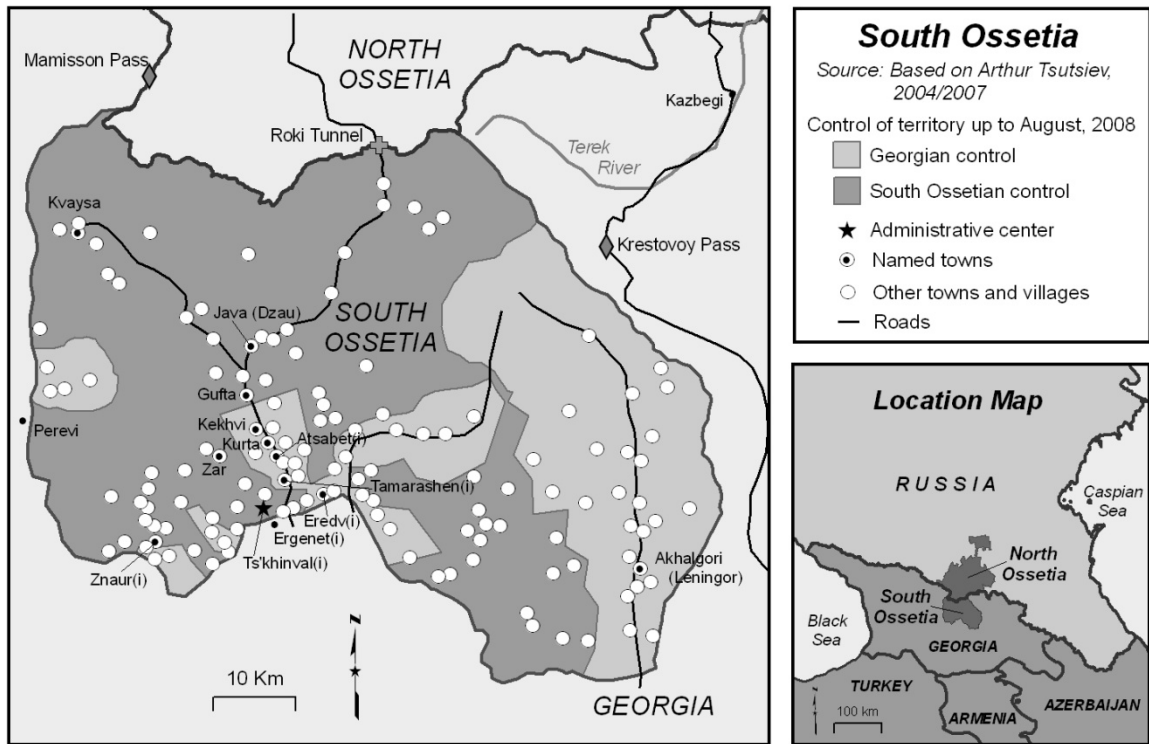 Mamisson Pass
NORTH
OSSETIA
Kazbegi
Roki Tunnel
Terek
River
Kvaysa
Krestovoy Pass
Java (Dzau)
SOUTH
OSSETIA
Gufta
Perevi
Kekhvi
Kurta
Atsabet(i)
Zar
Tamarashen(i)
Eredv(i)
Ergenet(i)
Ts'khinval(i)
Znaur(i)
Akhalgori
(Leningor)
10 Km
N
GEORGIA
South Ossetia
Source: Based on Arthur Tsutsiev,
2004/2007
Control of territory up to August, 2008
Georgian control
South Ossetian control
Administrative center
Named towns
Other towns and villages
Roads
Location Map
RUSSIA
Caspian
Sea
North
Ossetia
South
Ossetia
Black
Sea
GEORGIA
TURKEY
ARMENIA
AZERBAIJAN
100 km